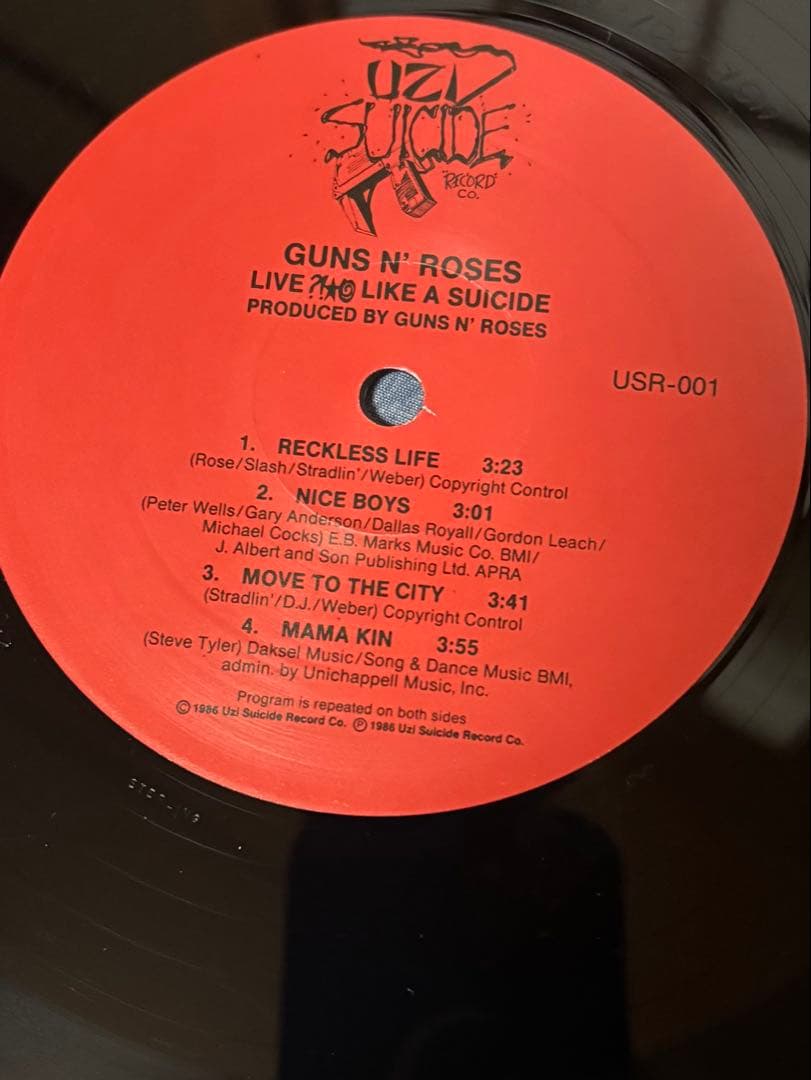 UZI
SUICIDE
"RECORD"
CO.
GUNS N' ROSES
LIVE ?!★@ LIKE A SUICIDE
PRODUCED BY GUNS N' ROSES
USR-001
1. RECKLESS LIFE 3:23
(Rose/Slash/Stradlin'/Weber) Copyright Control
2. NICE BOYS 3:01
(Peter Wells/Gary Anderson/Dallas Royall/Gordon Leach/
Michael Cocks) E.B. Marks Music Co. BMI/
J. Albert and Son Publishing Ltd. APRA
3. MOVE TO THE CITY 3:41
(Stradlin'/D.J./Weber) Copyright Control
4. MAMA KIN 3:55
(Steve Tyler) Daksel Music/Song & Dance Music BMI,
admin. by Unichappell Music, Inc.
Program is repeated on both sides
©1986 Uzi Suicide Record Co. ℗1986 Uzi Suicide Record Co.